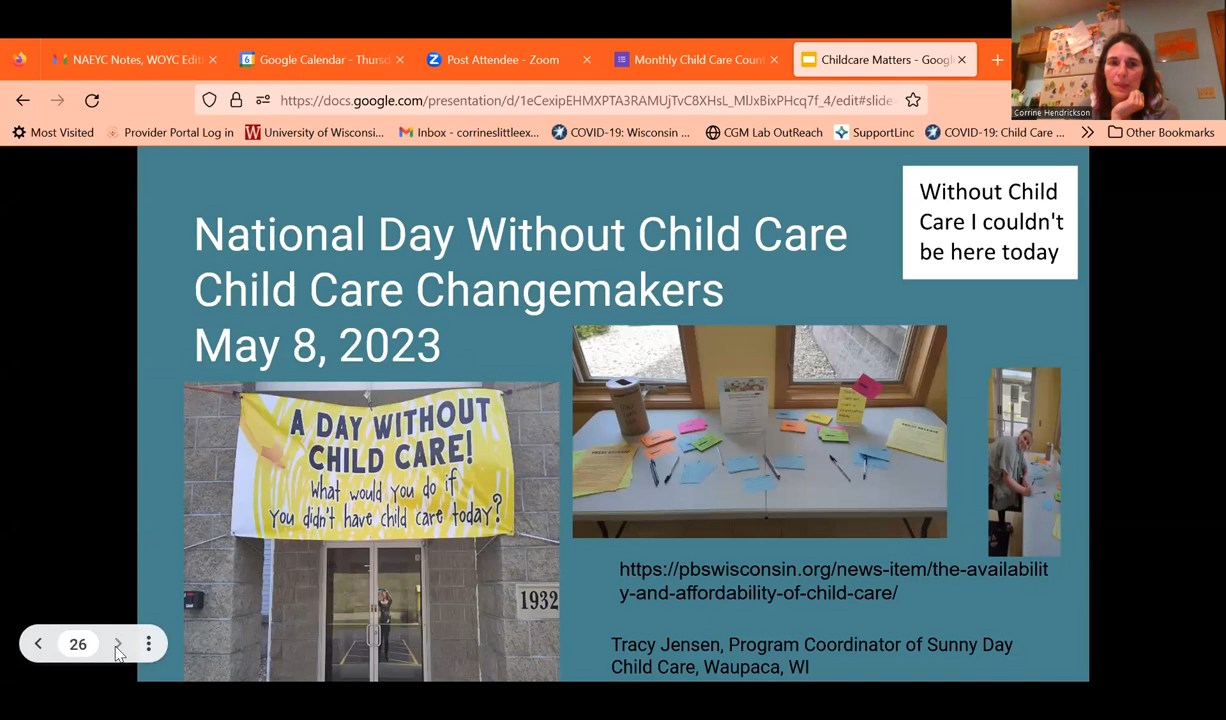 NAEYC Notes, WOYC Edit
Google Calendar - Thursd
Post Attendee - Zoom
Monthly Child Care Count
Childcare Matters - Googl
https://docs.google.com/presentation/d/1eCexipEHMXPTA3RAMUjTvC8XHsL_MlJxBixPHcq7f_4/edit#slide
Most Visited
Provider Portal Log in
University of Wisconsi...
Inbox - corrineslittleex...
COVID-19: Wisconsin ...
CGM Lab OutReach
SupportLinc
COVID-19: Child Care ...
Other Bookmarks
Corrine Hendrickson
Without Child
Care I couldn't
be here today
National Day Without Child Care
Child Care Changemakers
May 8, 2023
A DAY WITHOUT
CHILD CARE!
What would you do if
you didn't have child care today?
1932
https://pbswisconsin.org/news-item/the-availabilit
y-and-affordability-of-child-care/
Tracy Jensen, Program Coordinator of Sunny Day
Child Care, Waupaca, WI
26